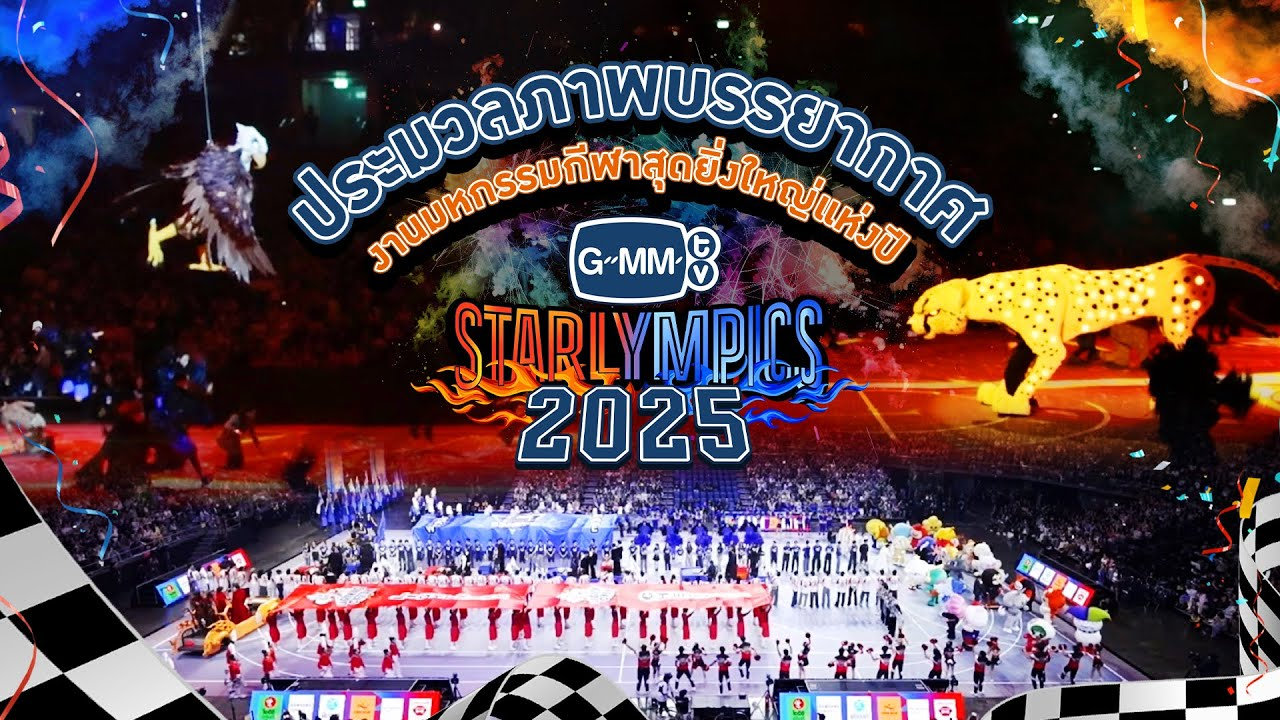 ประมวลภาพบรรยากาศ
งานมหกรรมกีฬาสุดยิ่งใหญ่แห่งปี
GMM tv
STARLYMPICS
2025